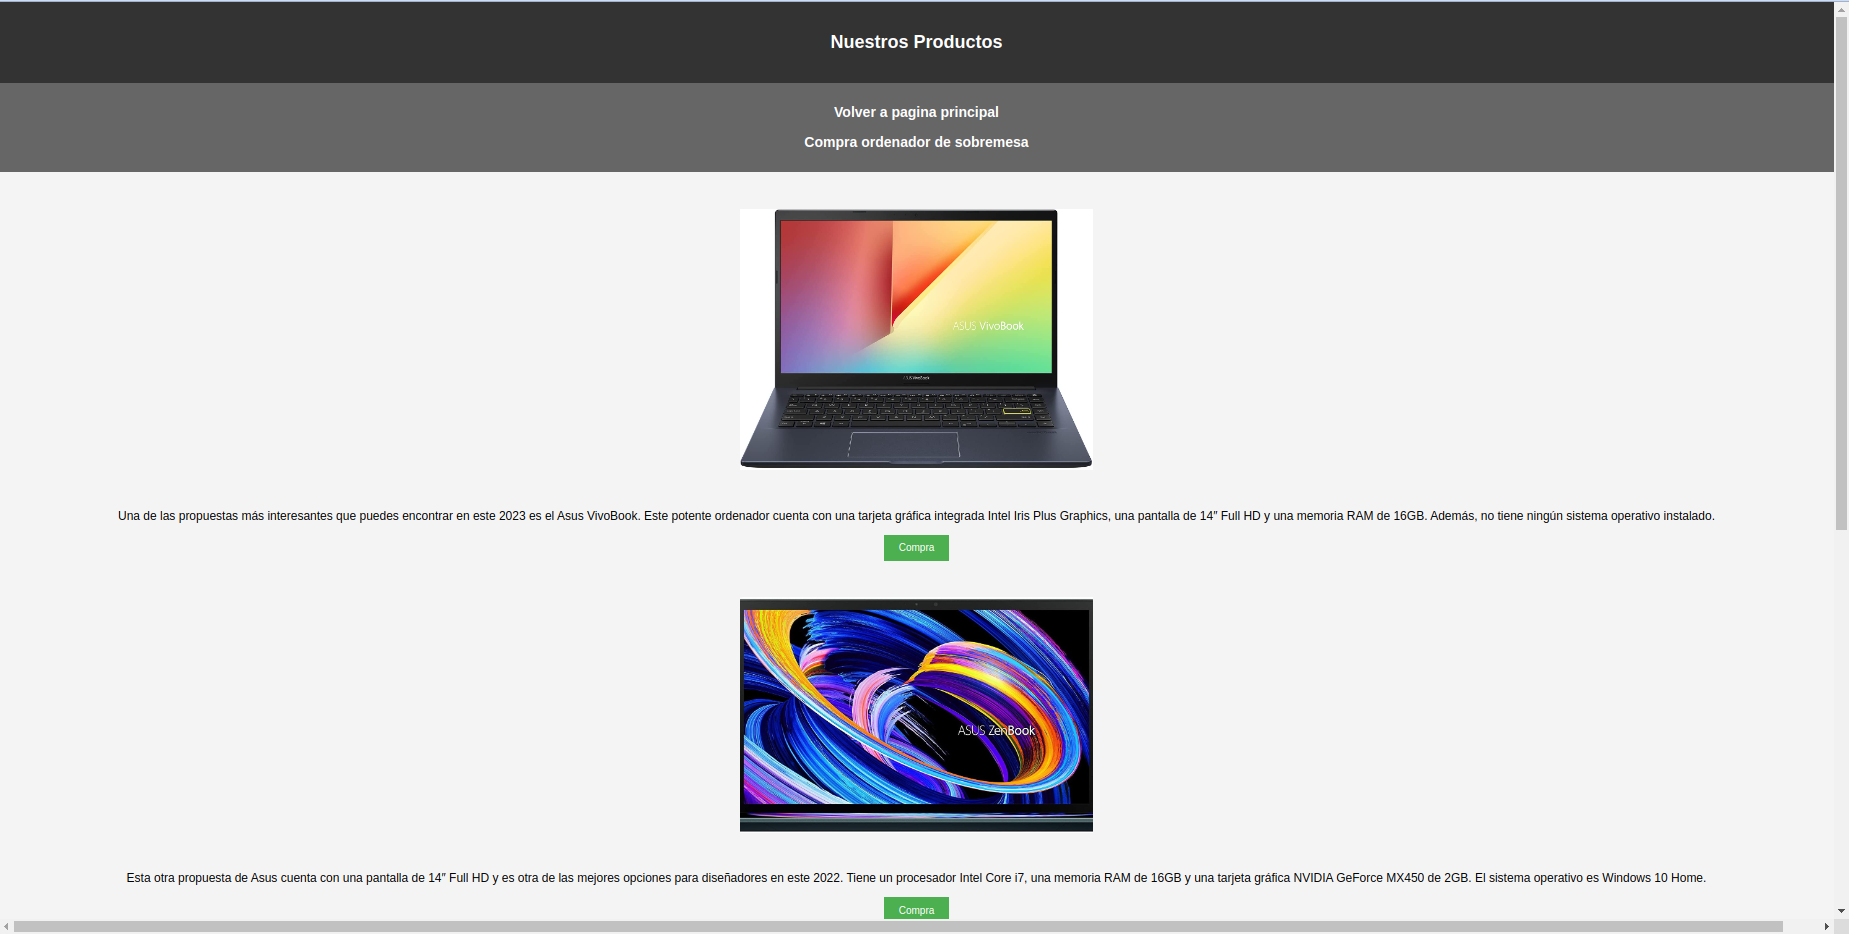 Nuestros Productos
Volver a pagina principal
Compra ordenador de sobremesa
ASUS VivoBook
ASUS VivoBook
Una de las propuestas más interesantes que puedes encontrar en este 2023 es el Asus VivoBook. Este potente ordenador cuenta con una tarjeta gráfica integrada Intel Iris Plus Graphics, una pantalla de 14″ Full HD y una memoria RAM de 16GB. Además, no tiene ningún sistema operativo instalado.
Compra
ASUS ZenBook
Esta otra propuesta de Asus cuenta con una pantalla de 14″ Full HD y es otra de las mejores opciones para diseñadores en este 2022. Tiene un procesador Intel Core i7, una memoria RAM de 16GB y una tarjeta gráfica NVIDIA GeForce MX450 de 2GB. El sistema operativo es Windows 10 Home.
Compra